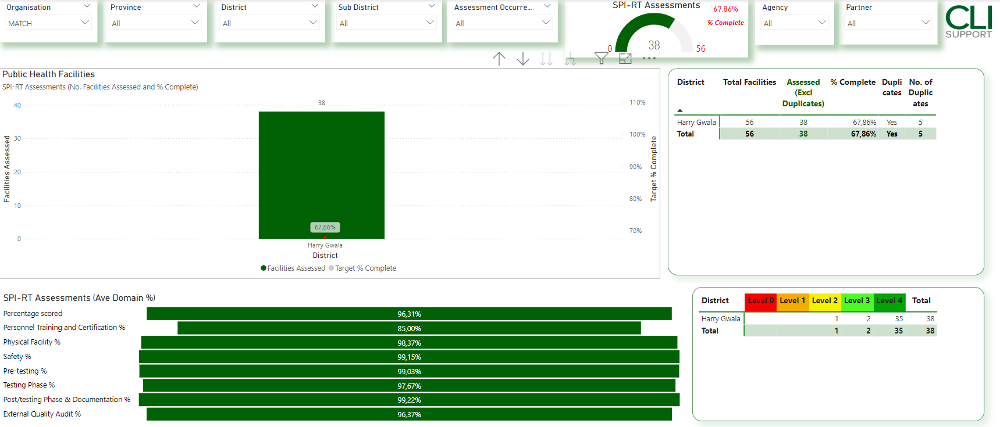 Organisation
MATCH
Province
All
District
All
Sub District
All
Assessment Occurre...
All
SPI-RT Assessments
67,86%
% Complete
0
38
56
Agency
All
Partner
All
CLI
SUPPORT
Public Health Facilities
SPI-RT Assessments (No. Facilities Assessed and % Complete)
Facilities Assessed
40
30
20
10
0
38
67,86%
Harry Gwala
District
110%
100%
90%
80%
70%
Target % Complete
Facilities Assessed Target % Complete
District Total Facilities Assessed (Excl Duplicates) % Complete Dupli cates No. of Duplic ates
Harry Gwala 56 38 67,86% Yes 5
Total 56 38 67,86% Yes 5
SPI-RT Assessments (Ave Domain %)
Percentage scored 96,31%
Personnel Training and Certification % 85,00%
Physical Facility % 98,37%
Safety % 99,15%
Pre-testing % 99,03%
Testing Phase % 97,67%
Post/testing Phase & Documentation % 99,22%
External Quality Audit % 96,37%
District Level 0 Level 1 Level 2 Level 3 Level 4 Total
Harry Gwala 1 2 35 38
Total 1 2 35 38